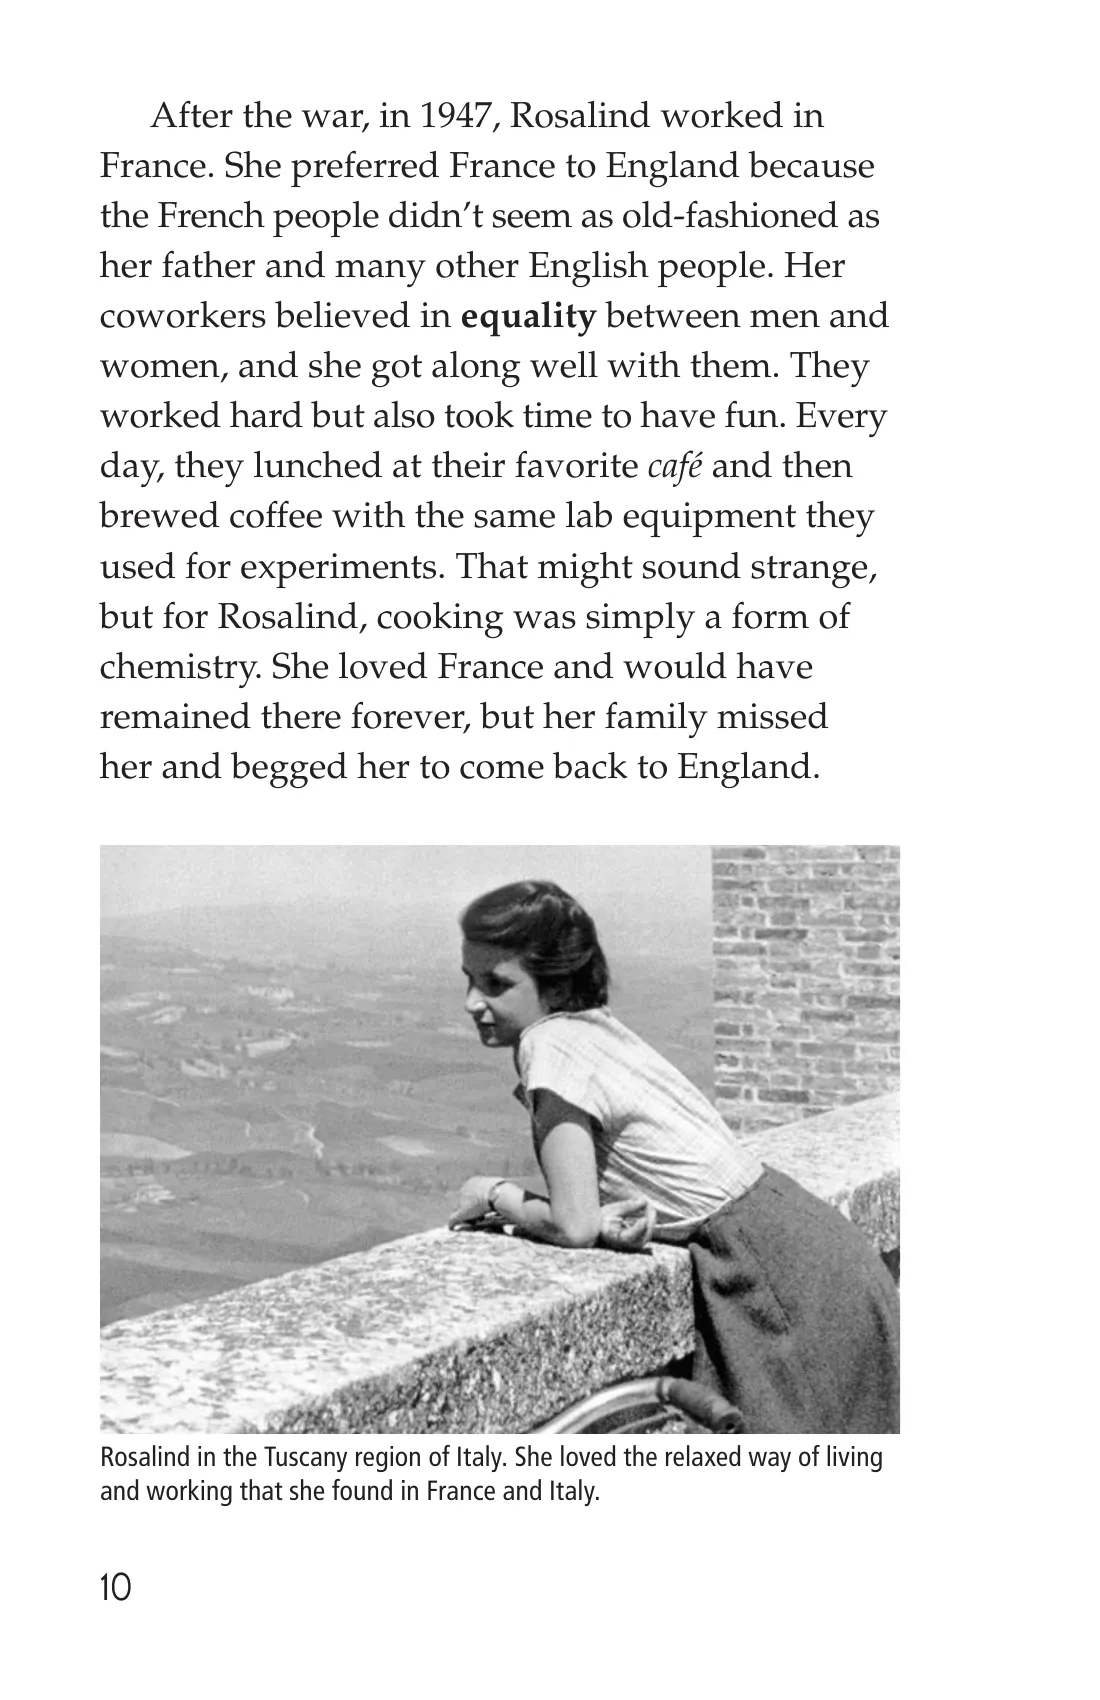 After the war, in 1947, Rosalind worked in
France. She preferred France to England because
the French people didn’t seem as old-fashioned as
her father and many other English people. Her
coworkers believed in equality between men and
women, and she got along well with them. They
worked hard but also took time to have fun. Every
day, they lunched at their favorite café and then
brewed coffee with the same lab equipment they
used for experiments. That might sound strange,
but for Rosalind, cooking was simply a form of
chemistry. She loved France and would have
remained there forever, but her family missed
her and begged her to come back to England.
Rosalind in the Tuscany region of Italy. She loved the relaxed way of living
and working that she found in France and Italy.
10